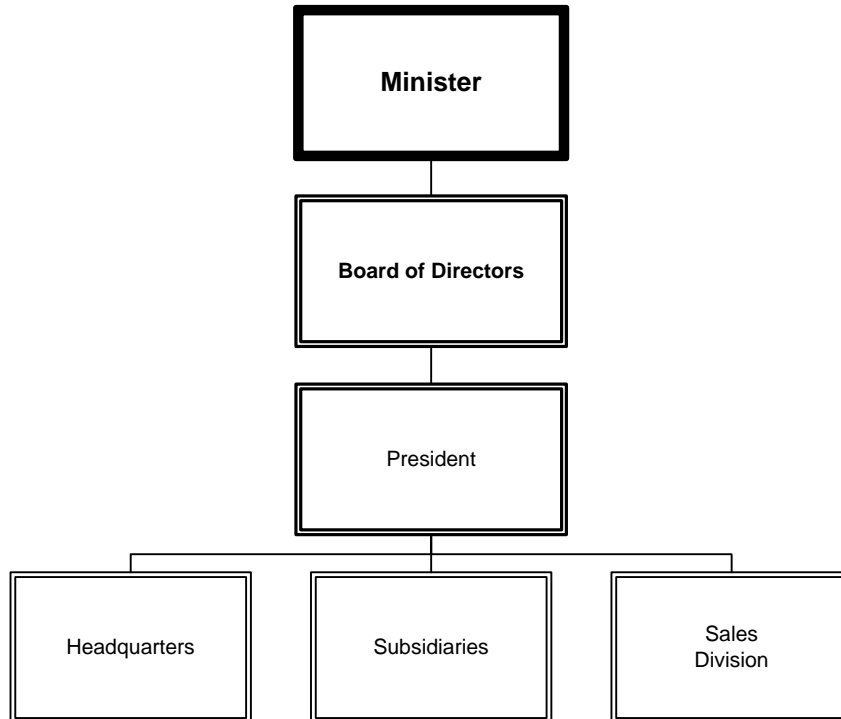 Minister
Board of Directors
President
Headquarters
Subsidiaries
Sales
Division